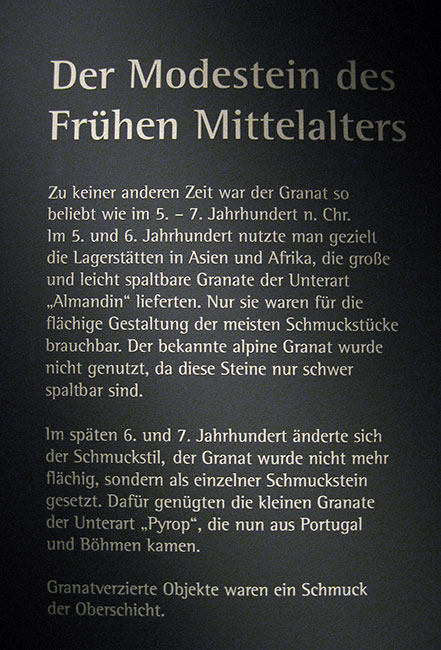 Der Modestein des
Frühen Mittelalters
Zu keiner anderen Zeit war der Granat so
beliebt wie im 5. – 7. Jahrhundert n. Chr.
Im 5. und 6. Jahrhundert nutzte man gezielt
die Lagerstätten in Asien und Afrika, die große
und leicht spaltbare Granate der Unterart
„Almandin“ lieferten. Nur sie waren für die
flächige Gestaltung der meisten Schmuckstücke
brauchbar. Der bekannte alpine Granat wurde
nicht genutzt, da diese Steine nur schwer
spaltbar sind.
Im späten 6. und 7. Jahrhundert änderte sich
der Schmuckstil, der Granat wurde nicht mehr
flächig, sondern als einzelner Schmuckstein
gesetzt. Dafür genügten die kleinen Granate
der Unterart „Pyrop“, die nun aus Portugal
und Böhmen kamen.
Granatverzierte Objekte waren ein Schmuck
der Oberschicht.